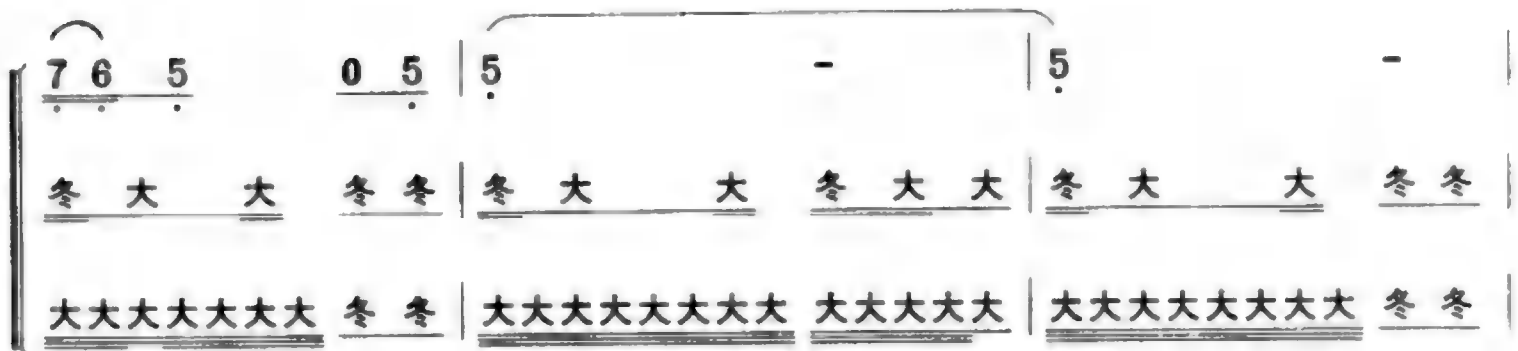 7 6 5 0 5 | 5 - | 5 - |
冬 大 大 冬 冬 | 冬 大 大 冬 大 大 | 冬 大 大 冬 冬 |
大大大大大大大 冬 冬 | 大大大大大大大大 大大大大大 | 大大大大大大大大 冬 冬 |